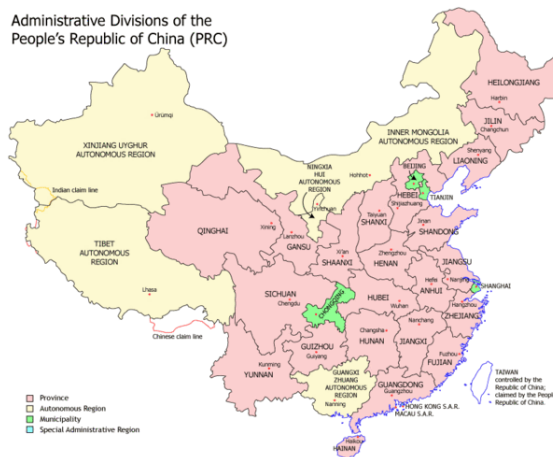 Administrative Divisions of the
People's Republic of China (PRC)
HEILONGJIANG
Harbin
JILIN
Changchun
Shenyang
LIAONING
INNER MONGOLIA
AUTONOMOUS REGION
Hohhot
BEIJING
TIANJIN
HEBEI
Shijiazhuang
Ürümqi
XINJIANG UYGHUR
AUTONOMOUS REGION
Indian claim line
NINGXIA
HUI
AUTONOMOUS
REGION
Yinchuan
Taiyuan
SHANXI
Jinan
SHANDONG
QINGHAI
Xining
Lanzhou
GANSU
Xi'an
SHAANXI
Zhengzhou
HENAN
JIANGSU
Nanjing
Hefei
ANHUI
SHANGHAI
TIBET
AUTONOMOUS
REGION
Lhasa
Chinese claim line
SICHUAN
Chengdu
CHONGQING
HUBEI
Wuhan
Hangzhou
ZHEJIANG
Changsha
HUNAN
Nanchang
JIANGXI
GUIZHOU
Guiyang
Fuzhou
FUJIAN
Kunming
YUNNAN
GUANGXI
ZHUANG
AUTONOMOUS
REGION
Nanning
GUANGDONG
Guangzhou
HONG KONG S.A.R.
MACAU S.A.R.
Haikou
HAINAN
TAIWAN
controlled by the
Republic of China;
claimed by the People's
Republic of China.
Province
Autonomous Region
Municipality
Special Administrative Region